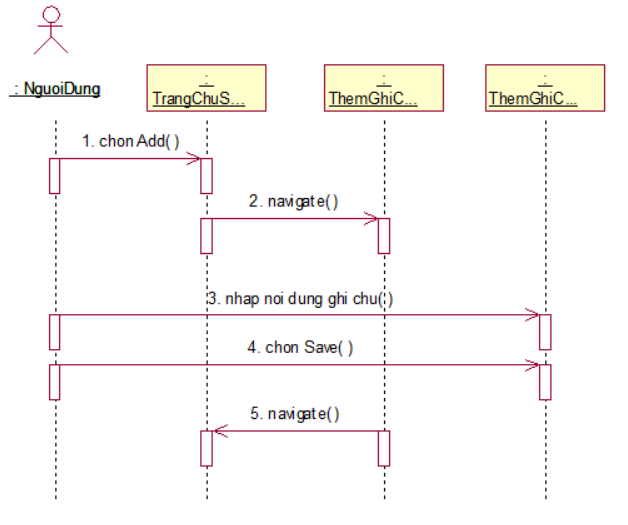 : NguoiDung
:
TrangChuS...
:
ThemGhiC...
:
ThemGhiC...
1. chon Add( )
2. navigate( )
3. nhap noi dung ghi chu( )
4. chon Save( )
5. navigate( )